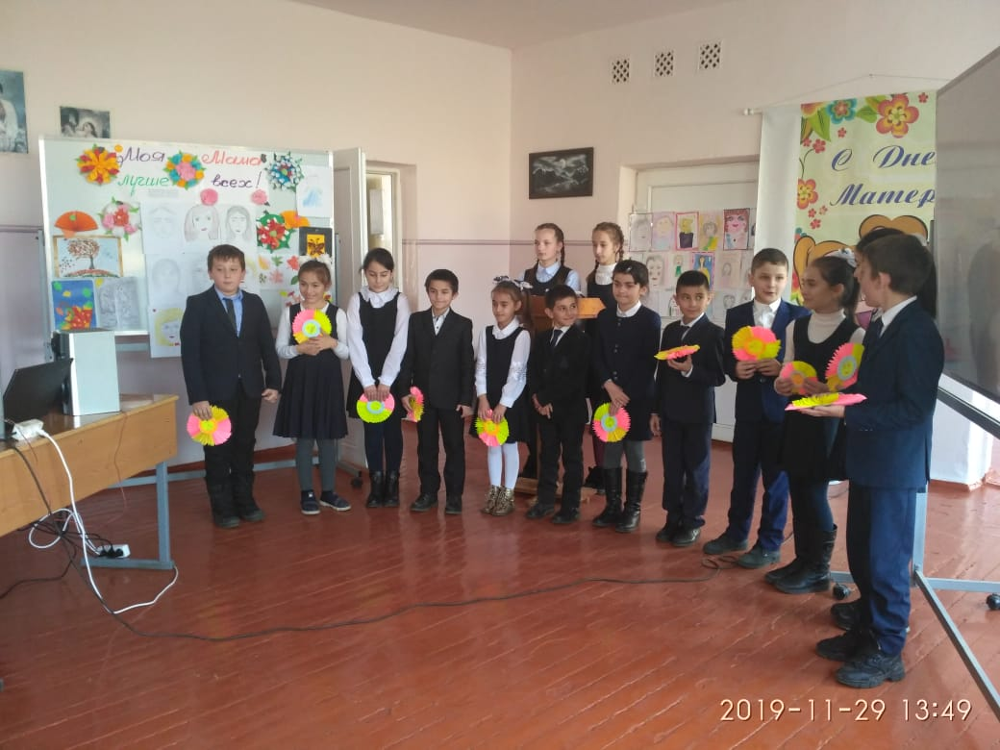 Моя Мама
лучше всех!
С Дне
Матер
2019-11-29 13:49